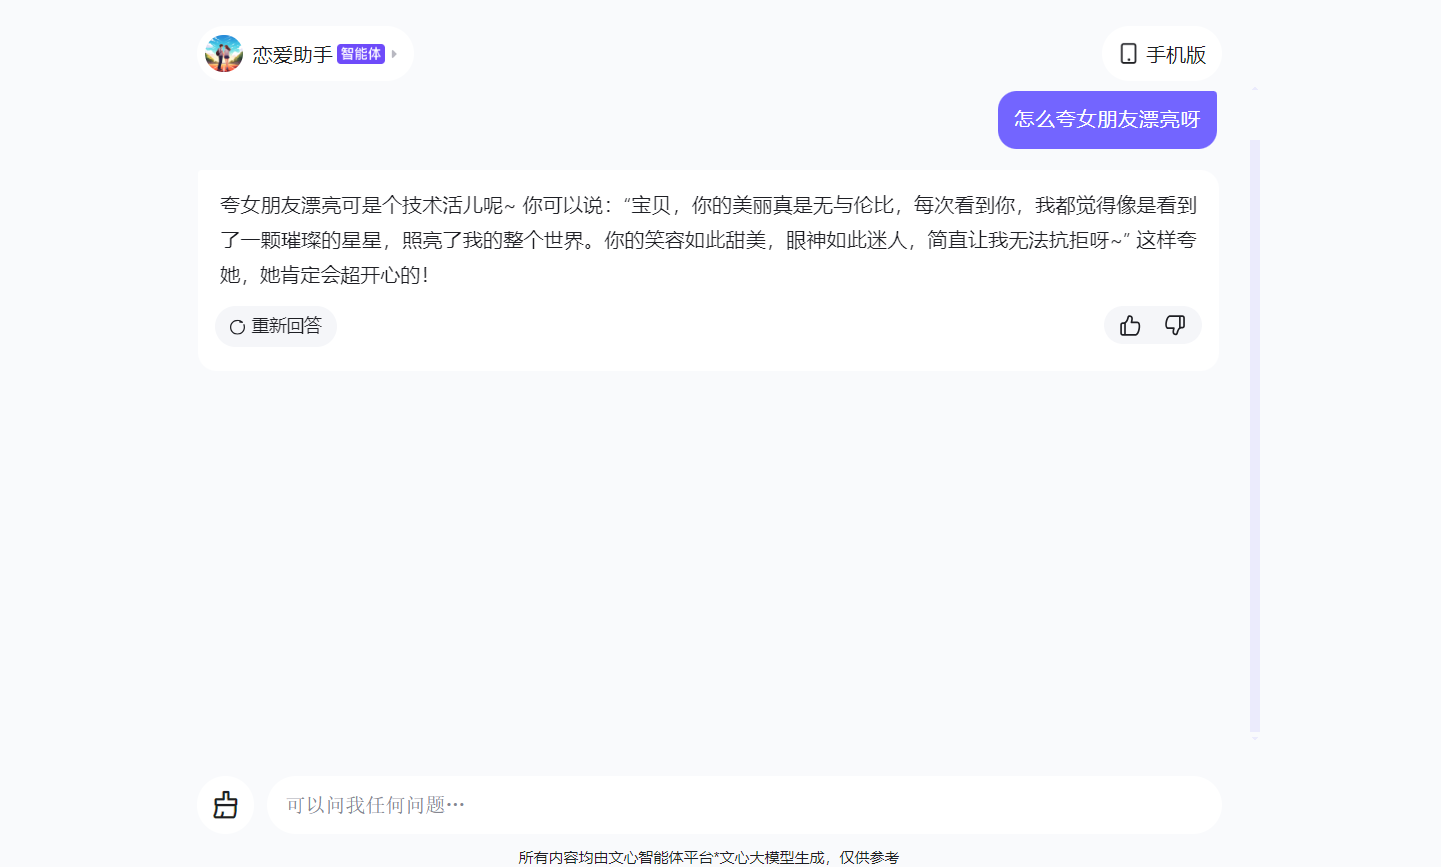 恋爱助手 智能体
手机版
怎么夸女朋友漂亮呀
夸女朋友漂亮可是个技术活儿呢~ 你可以说：“宝贝，你的美丽真是无与伦比，每次看到你，我都觉得像是看到
了一颗璀璨的星星，照亮了我的整个世界。你的笑容如此甜美，眼神如此迷人，简直让我无法抗拒呀~” 这样夸
她，她肯定会超开心的！
重新回答
可以问我任何问题…
所有内容均由文心智能体平台*文心大模型生成，仅供参考